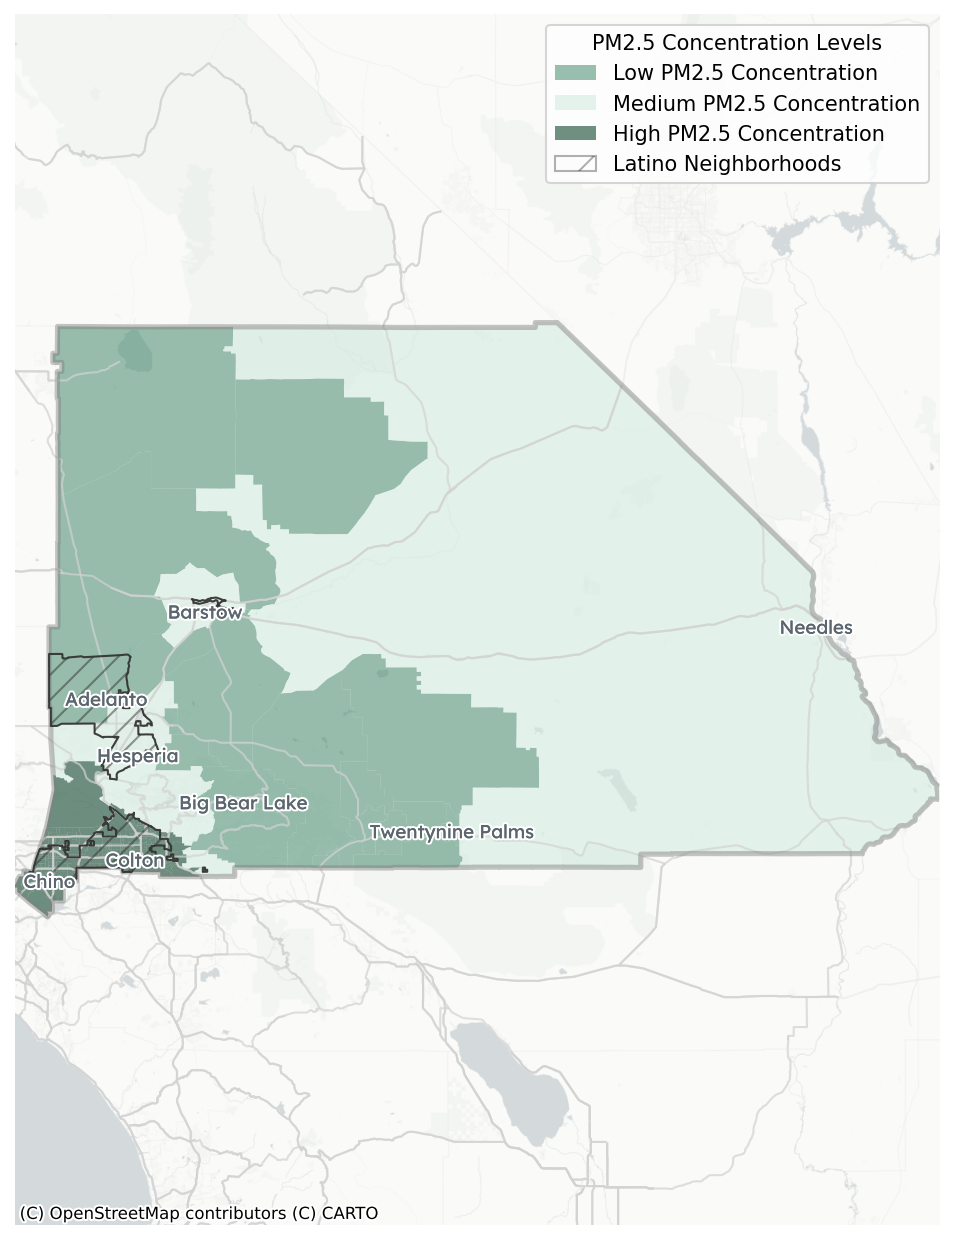 PM2.5 Concentration Levels
Low PM2.5 Concentration
Medium PM2.5 Concentration
High PM2.5 Concentration
Latino Neighborhoods
Barstow
Needles
Adelanto
Hesperia
Big Bear Lake
Twentynine Palms
Colton
Chino
(C) OpenStreetMap contributors (C) CARTO